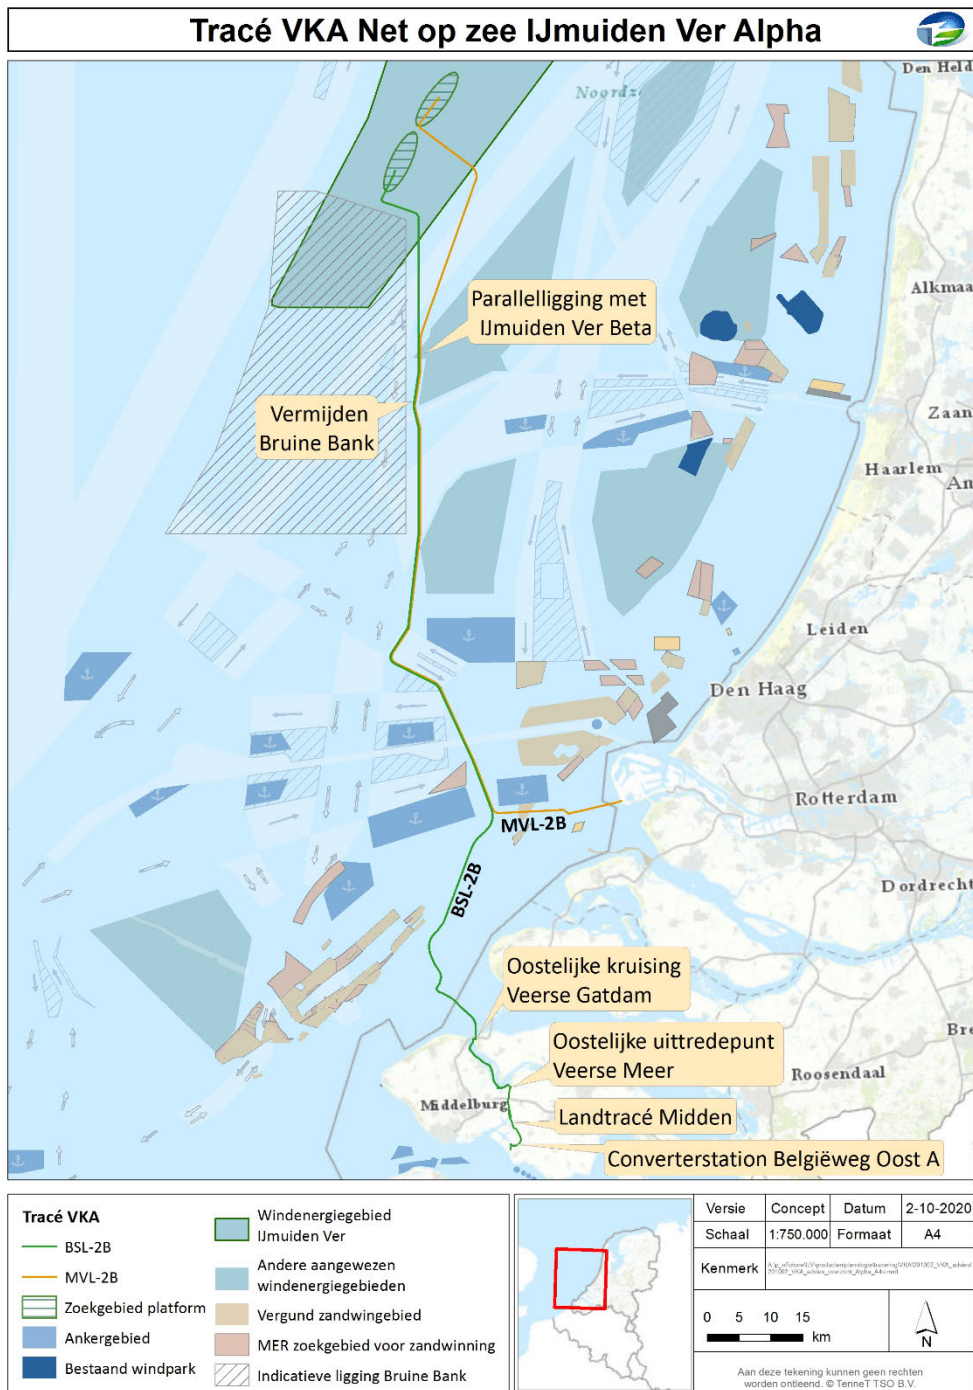 Tracé VKA Net op zee IJmuiden Ver Alpha
Den Held
Noordz
Alkmaa
Parallelligging met
IJmuiden Ver Beta
Vermijden
Bruine Bank
Zaan
Haarlem
Am
Leiden
Den Haag
Rotterdam
MVL-2B
BSL-2B
Dordrecht
Oostelijke kruising
Veerse Gatdam
Bre
Oostelijke uittredepunt
Veerse Meer
Roosendaal
Middelburg
Landtracé Midden
Converterstation Belgiëweg Oost A
Tracé VKA
BSL-2B
MVL-2B
Zoekgebied platform
Ankergebied
Bestaand windpark
Windenergiegebied
IJmuiden Ver
Andere aangewezen
windenergiegebieden
Vergund zandwingebied
MER zoekgebied voor zandwinning
Indicatieve ligging Bruine Bank
Versie Concept Datum 2-10-2020
Schaal 1:750.000 Formaat A4
Kenmerk
0 5 10 15
km
N
Aan deze tekening kunnen geen rechten
worden ontleend. © TenneT TSO B.V.